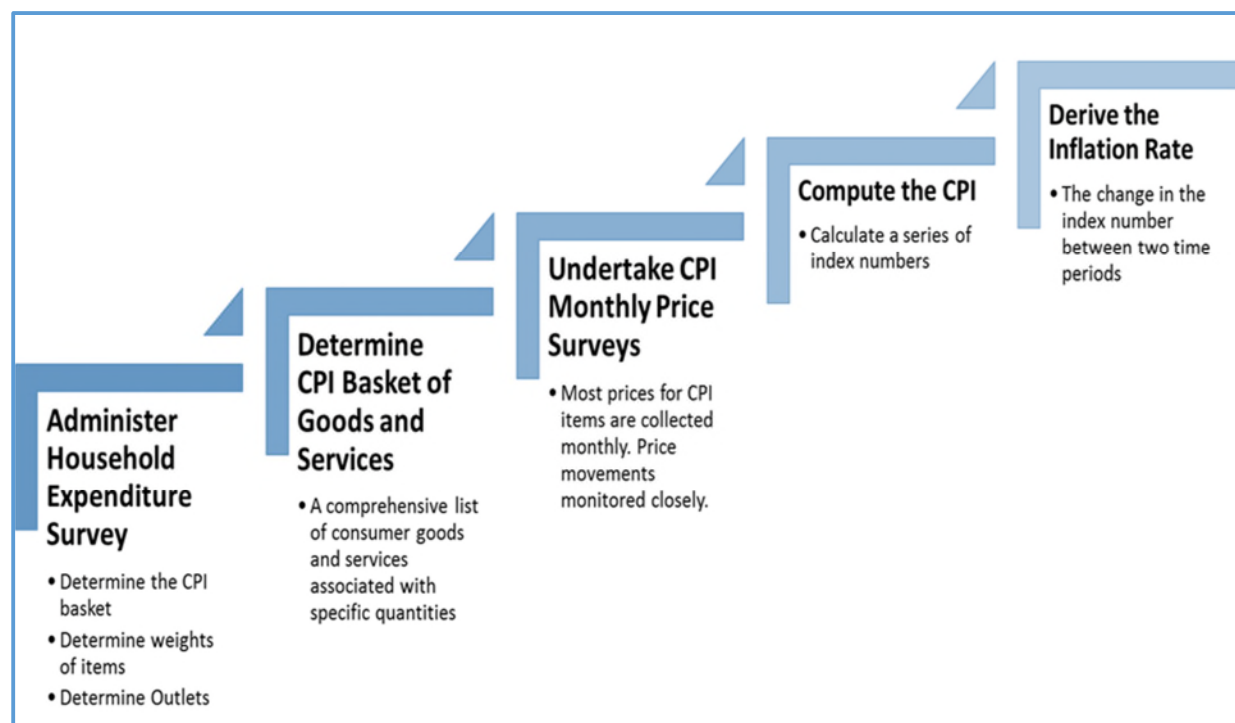 Administer
Household
Expenditure
Survey
• Determine the CPI
basket
• Determine weights
of items
• Determine Outlets
Determine
CPI Basket of
Goods and
Services
• A comprehensive list
of consumer goods
and services
associated with
specific quantities
Undertake CPI
Monthly Price
Surveys
• Most prices for CPI
items are collected
monthly. Price
movements
monitored closely.
Compute the CPI
• Calculate a series of
index numbers
Derive the
Inflation Rate
• The change in the
index number
between two time
periods